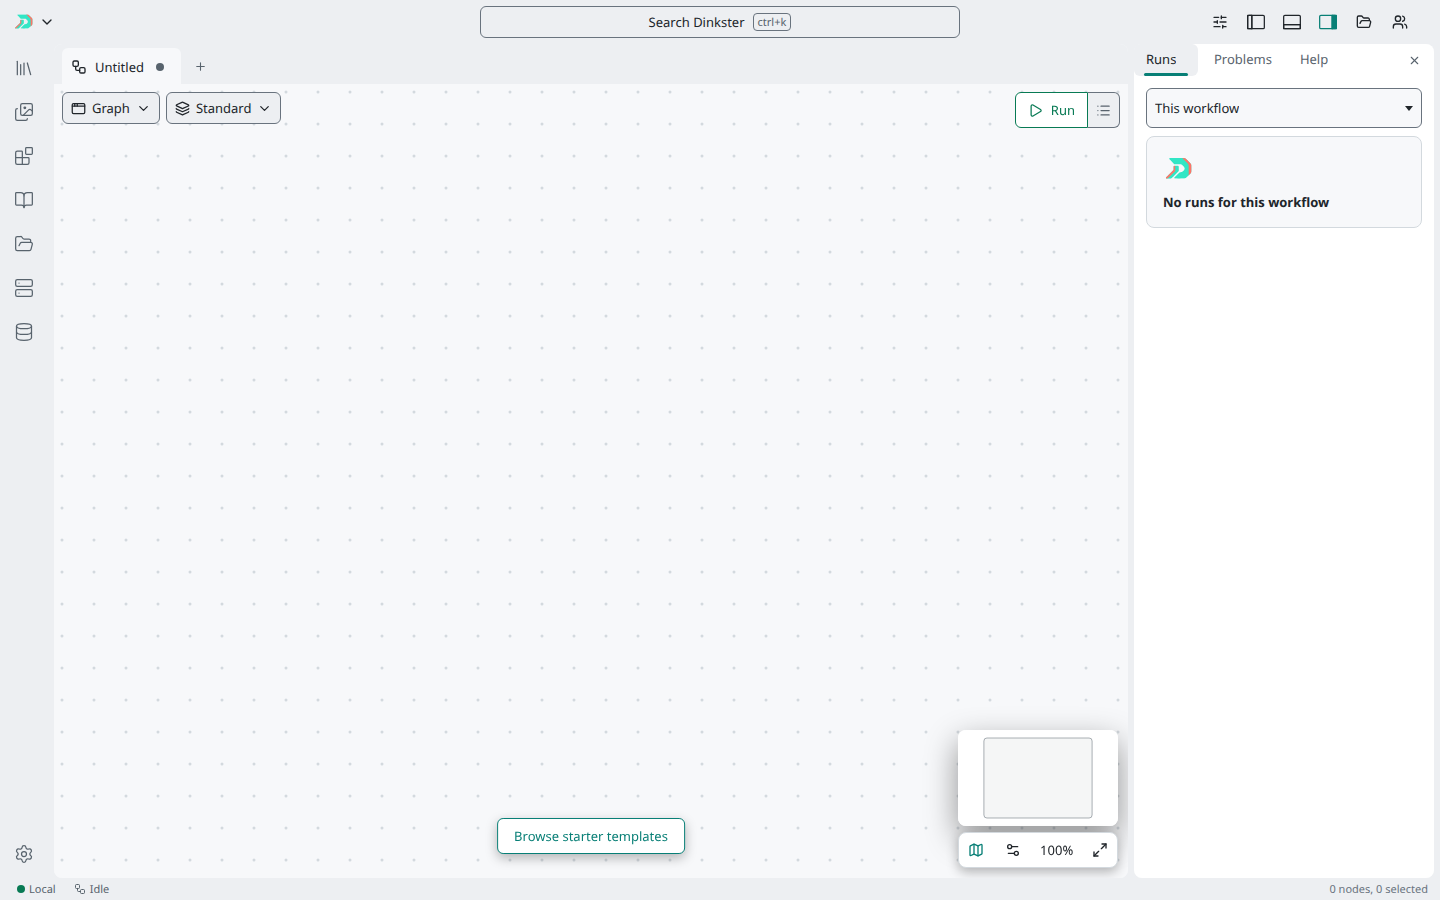 Search Dinkster ctrl+k
Untitled
Graph
Standard
Run
Runs
Problems
Help
This workflow
No runs for this workflow
Browse starter templates
100%
Local
Idle
0 nodes, 0 selected